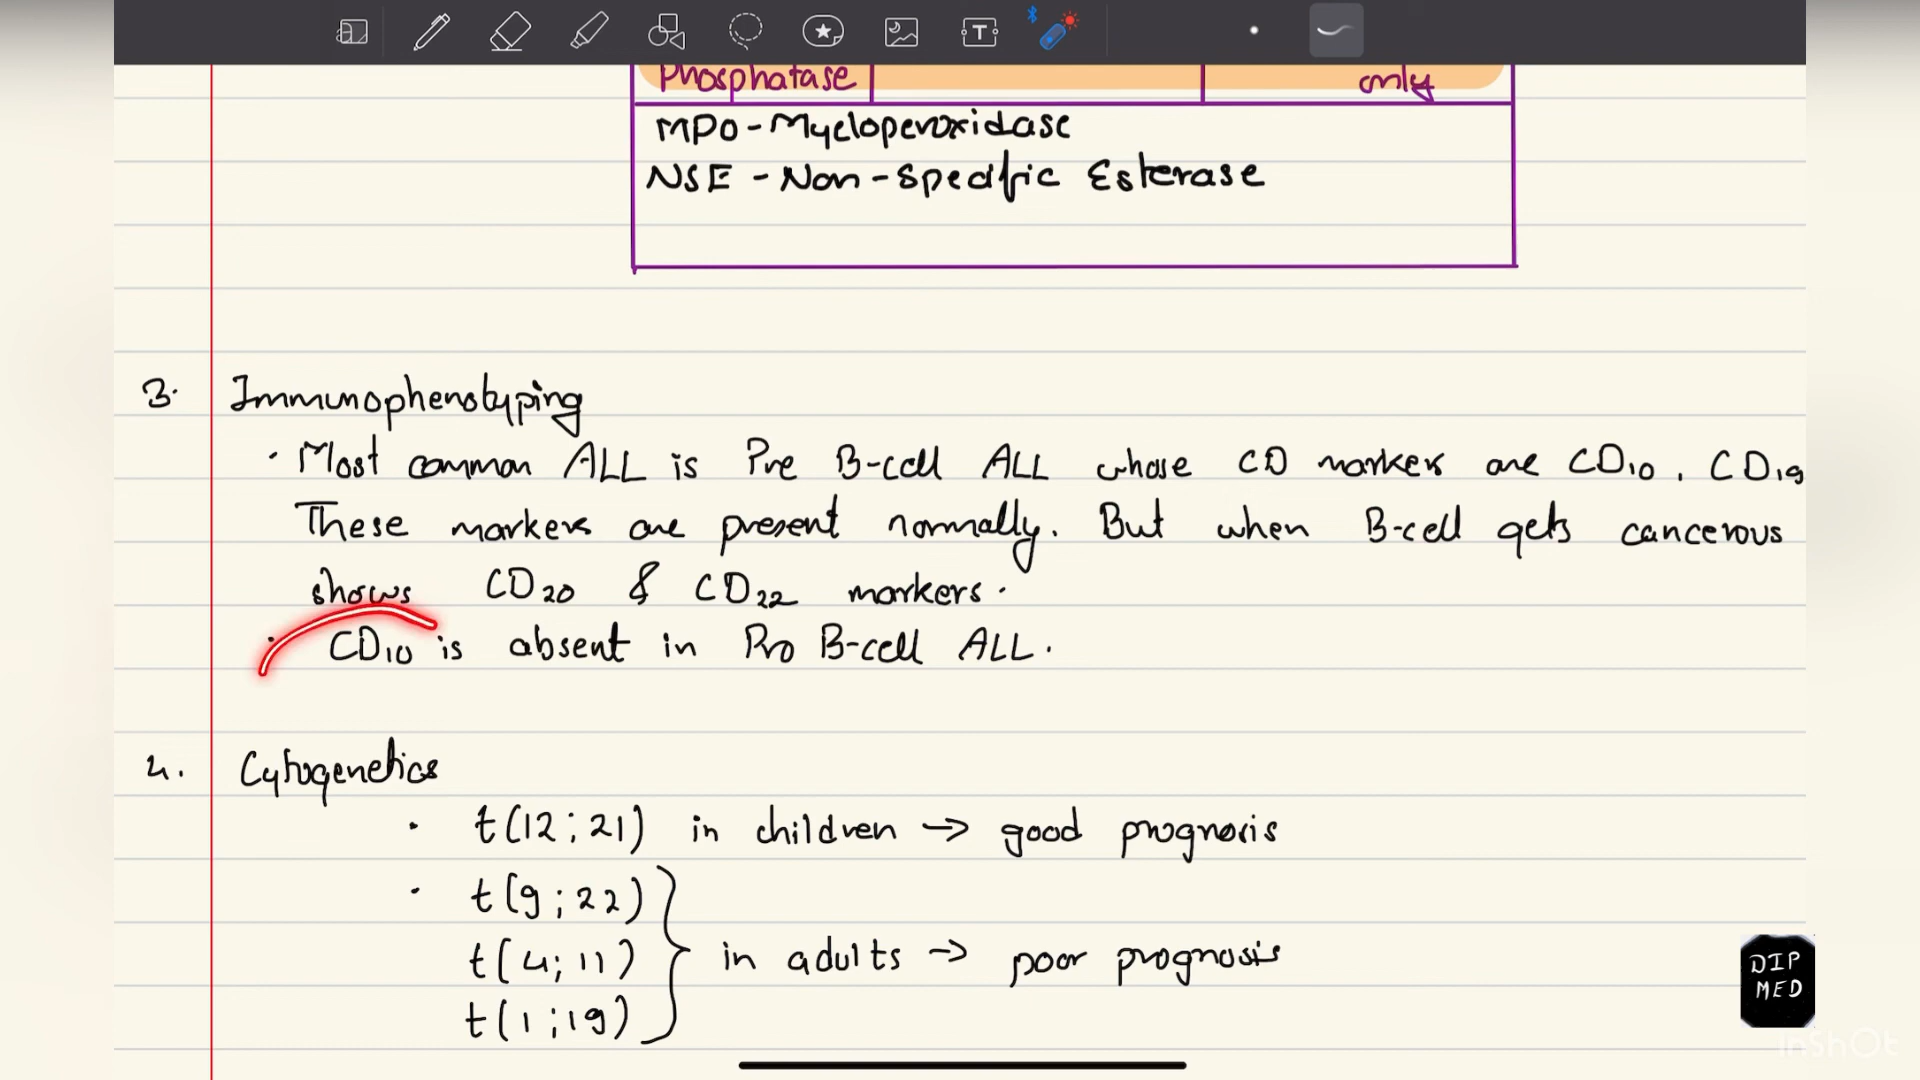 Phosphatase only
MPO - Myeloperoxidase
NSE - Non - Specific Esterase
3. Immunophenotyping
· Most common ALL is Pre B-cell ALL whose CD markers are CD10, CD19
These markers are present normally. But when B-cell gets cancerous
shows CD20 & CD22 markers.
· CD10 is absent in Pro B-cell ALL.
4. Cytogenetics
· t(12;21) in children → good prognosis
· t(9;22)
t(4;11) } in adults → poor prognosis
t(1;19)
DIP
MED
InShOt